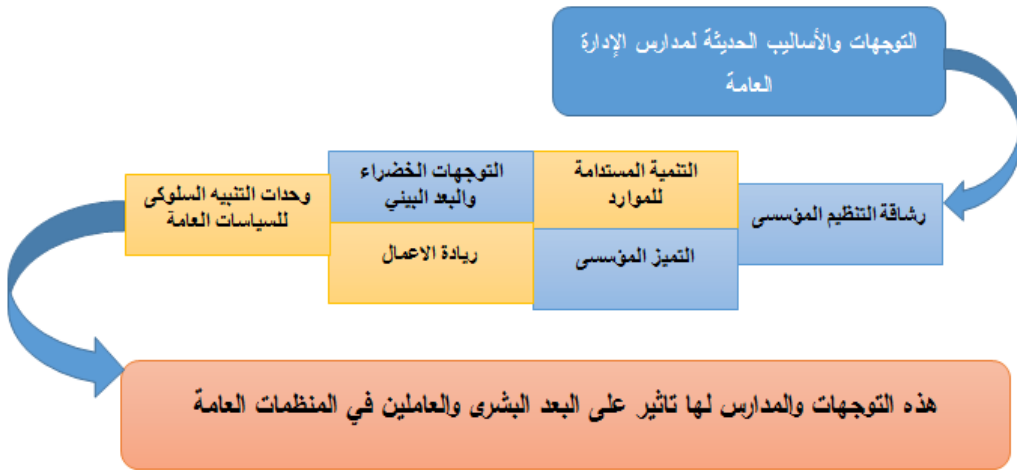 التوجهات والأساليب الحديثة لمدارس الإدارة
العامة
رشاقة التنظيم المؤسسى
التنمية المستدامة
للموارد
التميز المؤسسى
التوجهات الخضراء
والبعد البيئي
ريادة الاعمال
وحدات التنبيه السلوكى
للسياسات العامة
هذه التوجهات والمدارس لها تاثير على البعد البشرى والعاملين في المنظمات العامة